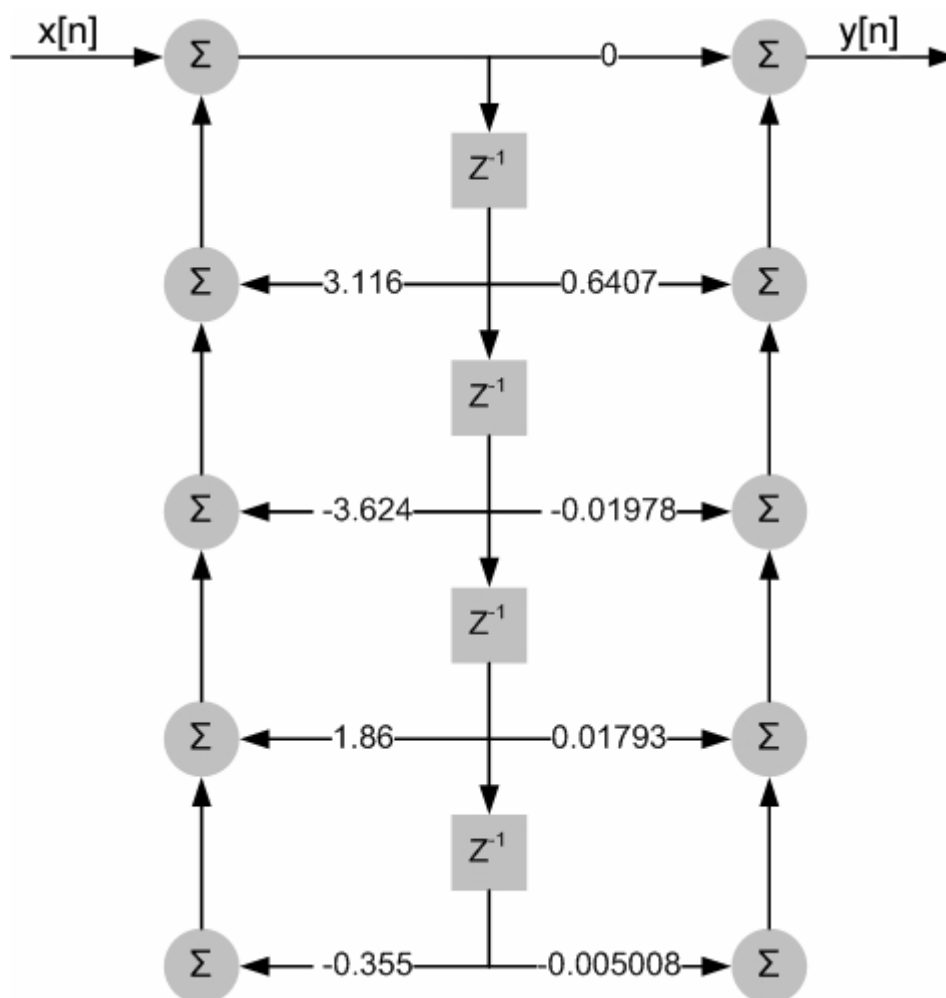 x[n] y[n]
Σ 0 Σ
Z⁻¹
Σ 3.116 0.6407 Σ
Z⁻¹
Σ -3.624 -0.01978 Σ
Z⁻¹
Σ 1.86 0.01793 Σ
Z⁻¹
Σ -0.355 -0.005008 Σ